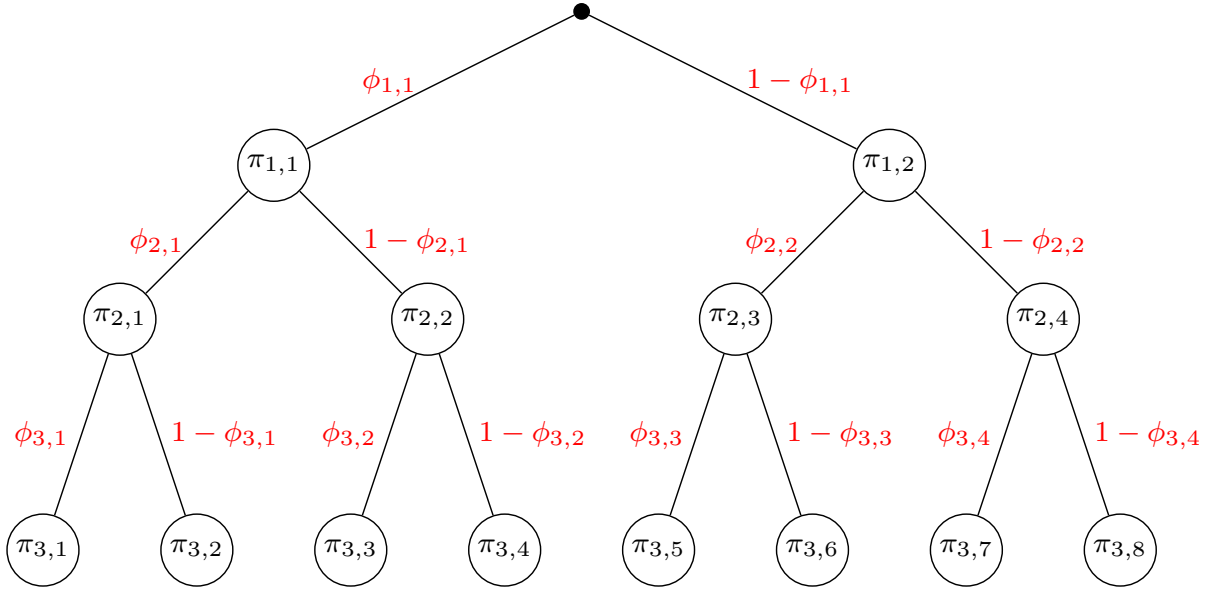 ϕ₁,₁ 1 − ϕ₁,₁
π₁,₁ π₁,₂
ϕ₂,₁ 1 − ϕ₂,₁ ϕ₂,₂ 1 − ϕ₂,₂
π₂,₁ π₂,₂ π₂,₃ π₂,₄
ϕ₃,₁ 1 − ϕ₃,₁ ϕ₃,₂ 1 − ϕ₃,₂ ϕ₃,₃ 1 − ϕ₃,₃ ϕ₃,₄ 1 − ϕ₃,₄
π₃,₁ π₃,₂ π₃,₃ π₃,₄ π₃,₅ π₃,₆ π₃,₇ π₃,₈